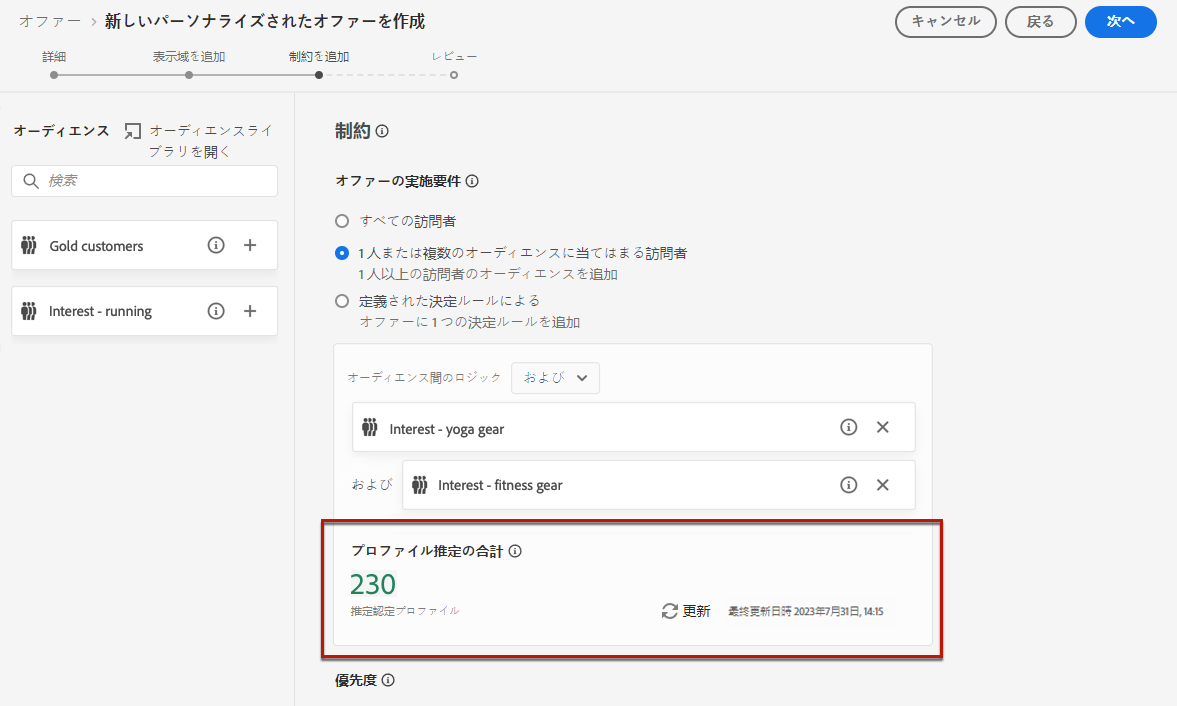 オファー > 新しいパーソナライズされたオファーを作成
キャンセル
戻る
次へ
詳細
表示域を追加
制約を追加
レビュー
オーディエンス
オーディエンスライ
ブラリを開く
検索
Gold customers
Interest - running
制約
オファーの実施要件
すべての訪問者
1人または複数のオーディエンスに当てはまる訪問者
1人以上の訪問者のオーディエンスを追加
定義された決定ルールによる
オファーに1つの決定ルールを追加
オーディエンス間のロジック
および
Interest - yoga gear
および
Interest - fitness gear
プロファイル推定の合計
230
推定認定プロファイル
更新
最終更新日時 2023年7月31日, 14:15
優先度